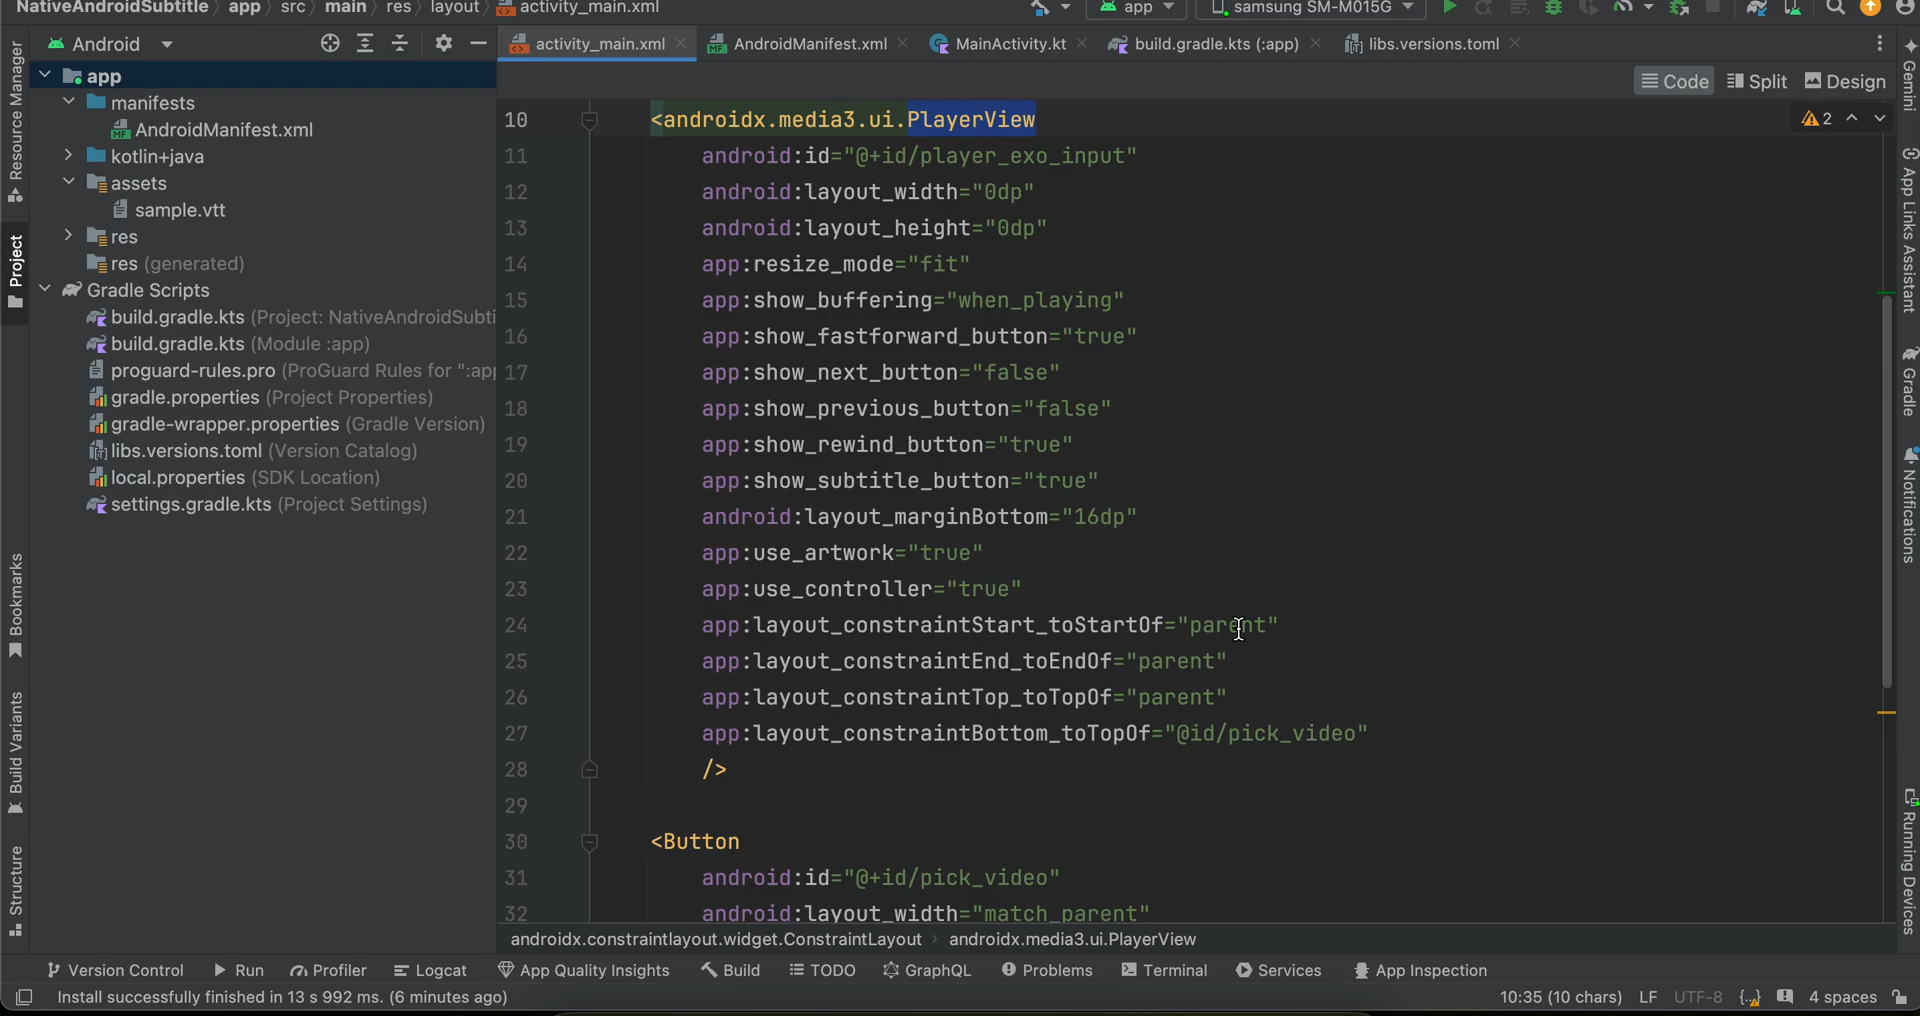 NativeAndroidSubtitle app src main res layout activity_main.xml
app samsung SM-M015G
Android
activity_main.xml AndroidManifest.xml MainActivity.kt build.gradle.kts (:app) libs.versions.toml
Code Split Design
Resource Manager
Project
Bookmarks
Build Variants
Structure
app
manifests
AndroidManifest.xml
kotlin+java
assets
sample.vtt
res
res (generated)
Gradle Scripts
build.gradle.kts (Project: NativeAndroidSubti
build.gradle.kts (Module :app)
proguard-rules.pro (ProGuard Rules for ":app
gradle.properties (Project Properties)
gradle-wrapper.properties (Gradle Version)
libs.versions.toml (Version Catalog)
local.properties (SDK Location)
settings.gradle.kts (Project Settings)
2
10 <androidx.media3.ui.PlayerView
11 android:id="@+id/player_exo_input"
12 android:layout_width="0dp"
13 android:layout_height="0dp"
14 app:resize_mode="fit"
15 app:show_buffering="when_playing"
16 app:show_fastforward_button="true"
17 app:show_next_button="false"
18 app:show_previous_button="false"
19 app:show_rewind_button="true"
20 app:show_subtitle_button="true"
21 android:layout_marginBottom="16dp"
22 app:use_artwork="true"
23 app:use_controller="true"
24 app:layout_constraintStart_toStartOf="parent"
25 app:layout_constraintEnd_toEndOf="parent"
26 app:layout_constraintTop_toTopOf="parent"
27 app:layout_constraintBottom_toTopOf="@id/pick_video"
28 />
29
30 <Button
31 android:id="@+id/pick_video"
32 android:layout_width="match_parent"
Gemini
App Links Assistant
Gradle
Notifications
Running Devices
androidx.constraintlayout.widget.ConstraintLayout androidx.media3.ui.PlayerView
Version Control Run Profiler Logcat App Quality Insights Build TODO GraphQL Problems Terminal Services App Inspection
Install successfully finished in 13 s 992 ms. (6 minutes ago) 10:35 (10 chars) LF UTF-8 4 spaces